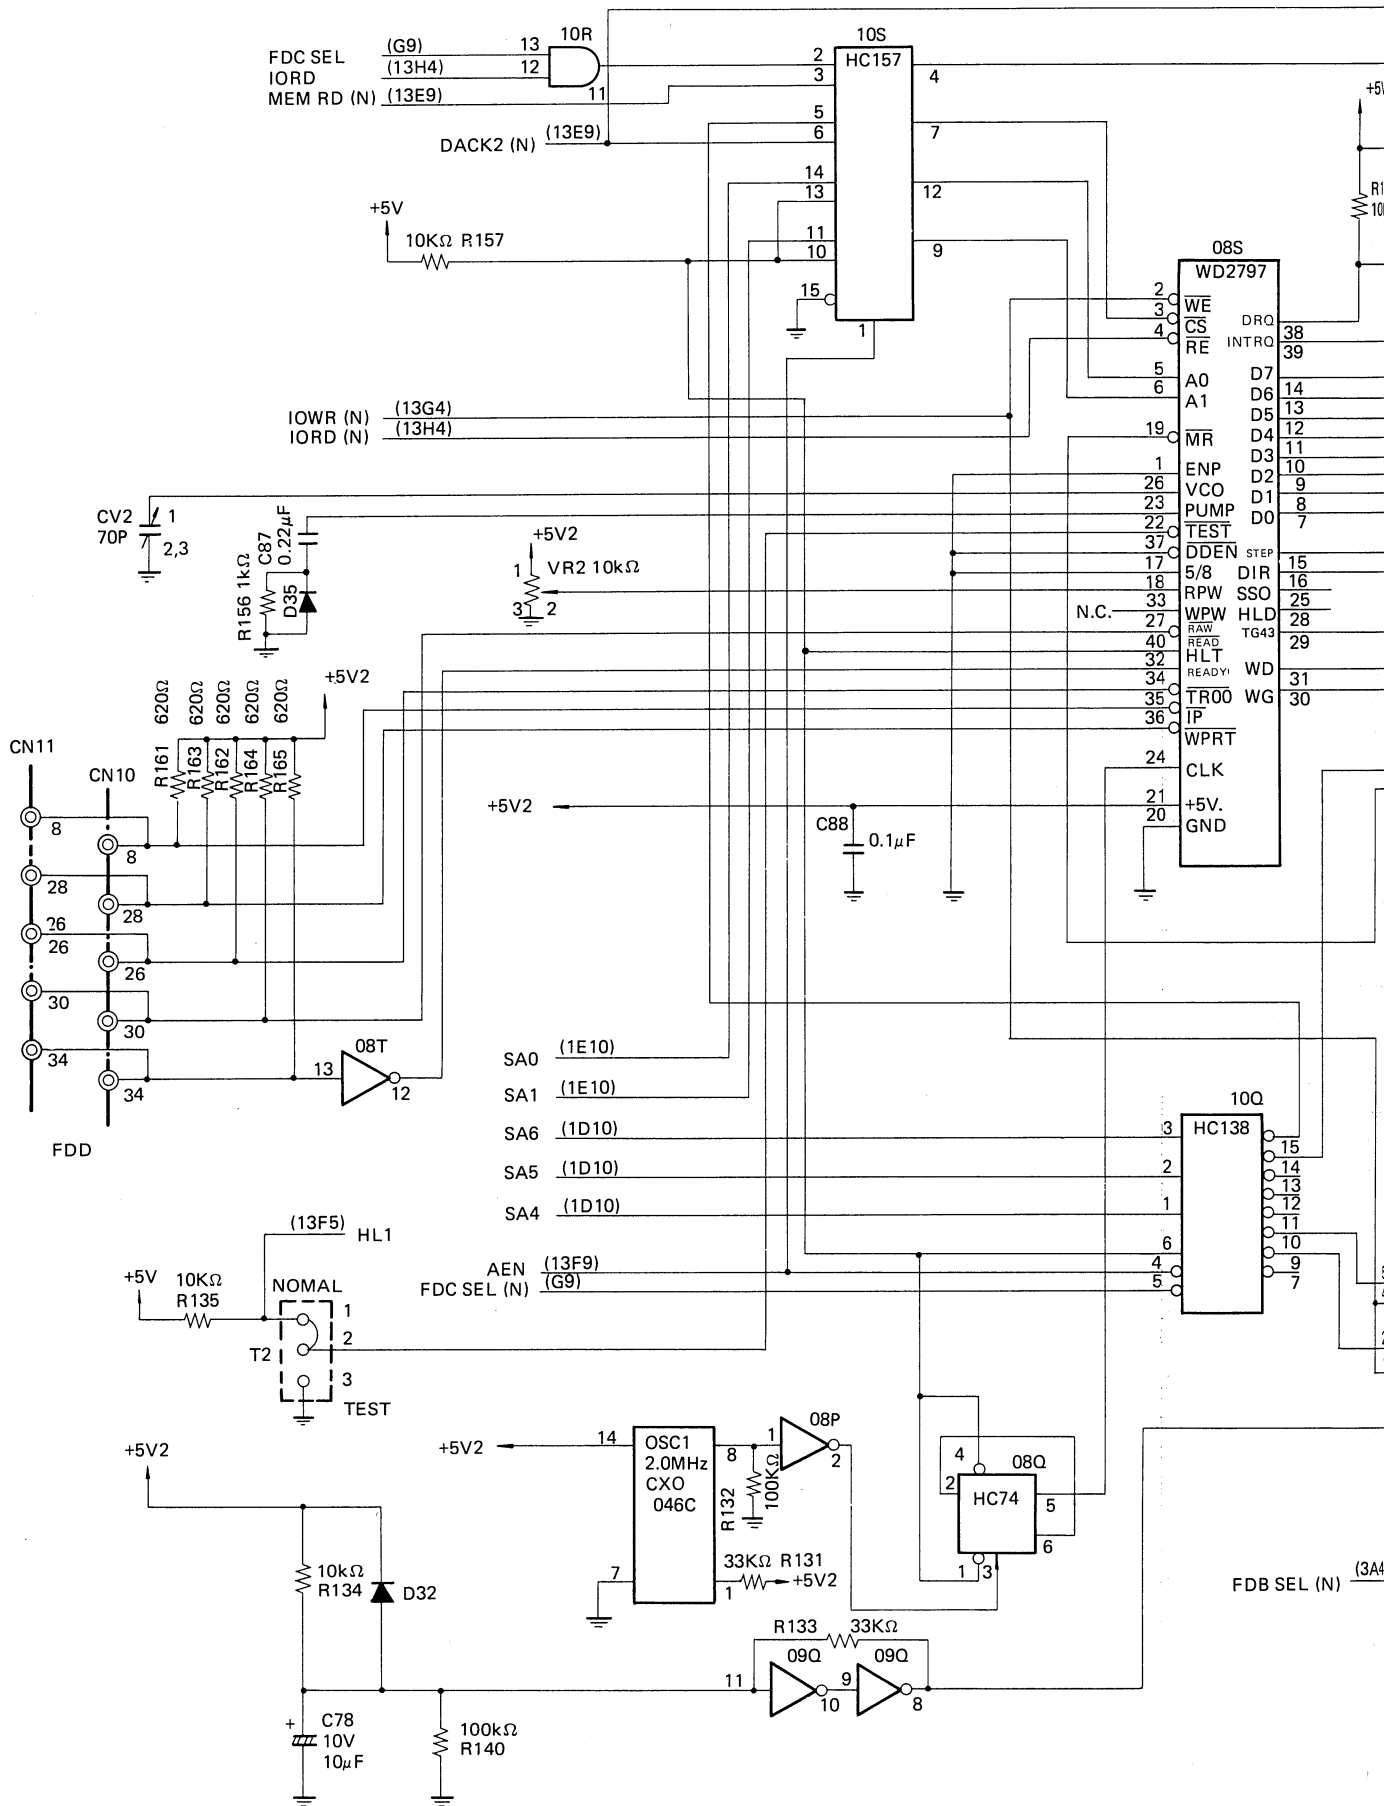 10R
10S
FDC SEL (G9) 13
IORD (13H4) 12
11
MEM RD (N) (13E9)
HC157
2
3
4
5
6
7
DACK2 (N) (13E9)
14
13
12
11
10
9
15
1
+5V
10KΩ R157
+5V
08S
WD2797
2 WE
3 CS
4 RE
5 A0
6 A1
19 MR
1 ENP
26 VCO
23 PUMP
22 TEST
37 DDEN
17 5/8
18 RPW
33 WPW
27 RAW READ
40 HLT
32 READY
34 TR00
35 IP
36 WPRT
24 CLK
21 +5V.
20 GND
DRQ 38
INTRQ 39
D7 14
D6 13
D5 12
D4 11
D3 10
D2 9
D1 8
D0 7
STEP 15
DIR 16
SSO 25
HLD 28
TG43 29
WD 31
WG 30
IOWR (N) (13G4)
IORD (N) (13H4)
CV2
70P
1
2,3
C87
0.22µF
R156 1kΩ
D35
+5V2
1
VR2 10kΩ
3 2
N.C.
620Ω 620Ω 620Ω 620Ω 620Ω
+5V2
R161 R163 R162 R164 R165
CN11
CN10
8
8
28
28
26
26
26
30
30
34
34
FDD
08T
13
12
+5V2
C88
0.1µF
SA0 (1E10)
SA1 (1E10)
SA6 (1D10)
SA5 (1D10)
SA4 (1D10)
AEN (13F9)
FDC SEL (N) (G9)
10Q
HC138
3
2
1
6
4
5
15
14
13
12
11
10
9
7
(13F5) HL1
+5V
10KΩ
R135
NOMAL
1
2
T2
3
TEST
+5V2
14
OSC1
2.0MHz
CXO
046C
8
7
1
R132
100KΩ
33KΩ R131
+5V2
08P
1
2
08Q
HC74
4
2
5
6
1
3
+5V2
10kΩ
R134
D32
+
C78
10V
10µF
100kΩ
R140
R133 33KΩ
09Q 09Q
11
10
9
8
FDB SEL (N) (3A4